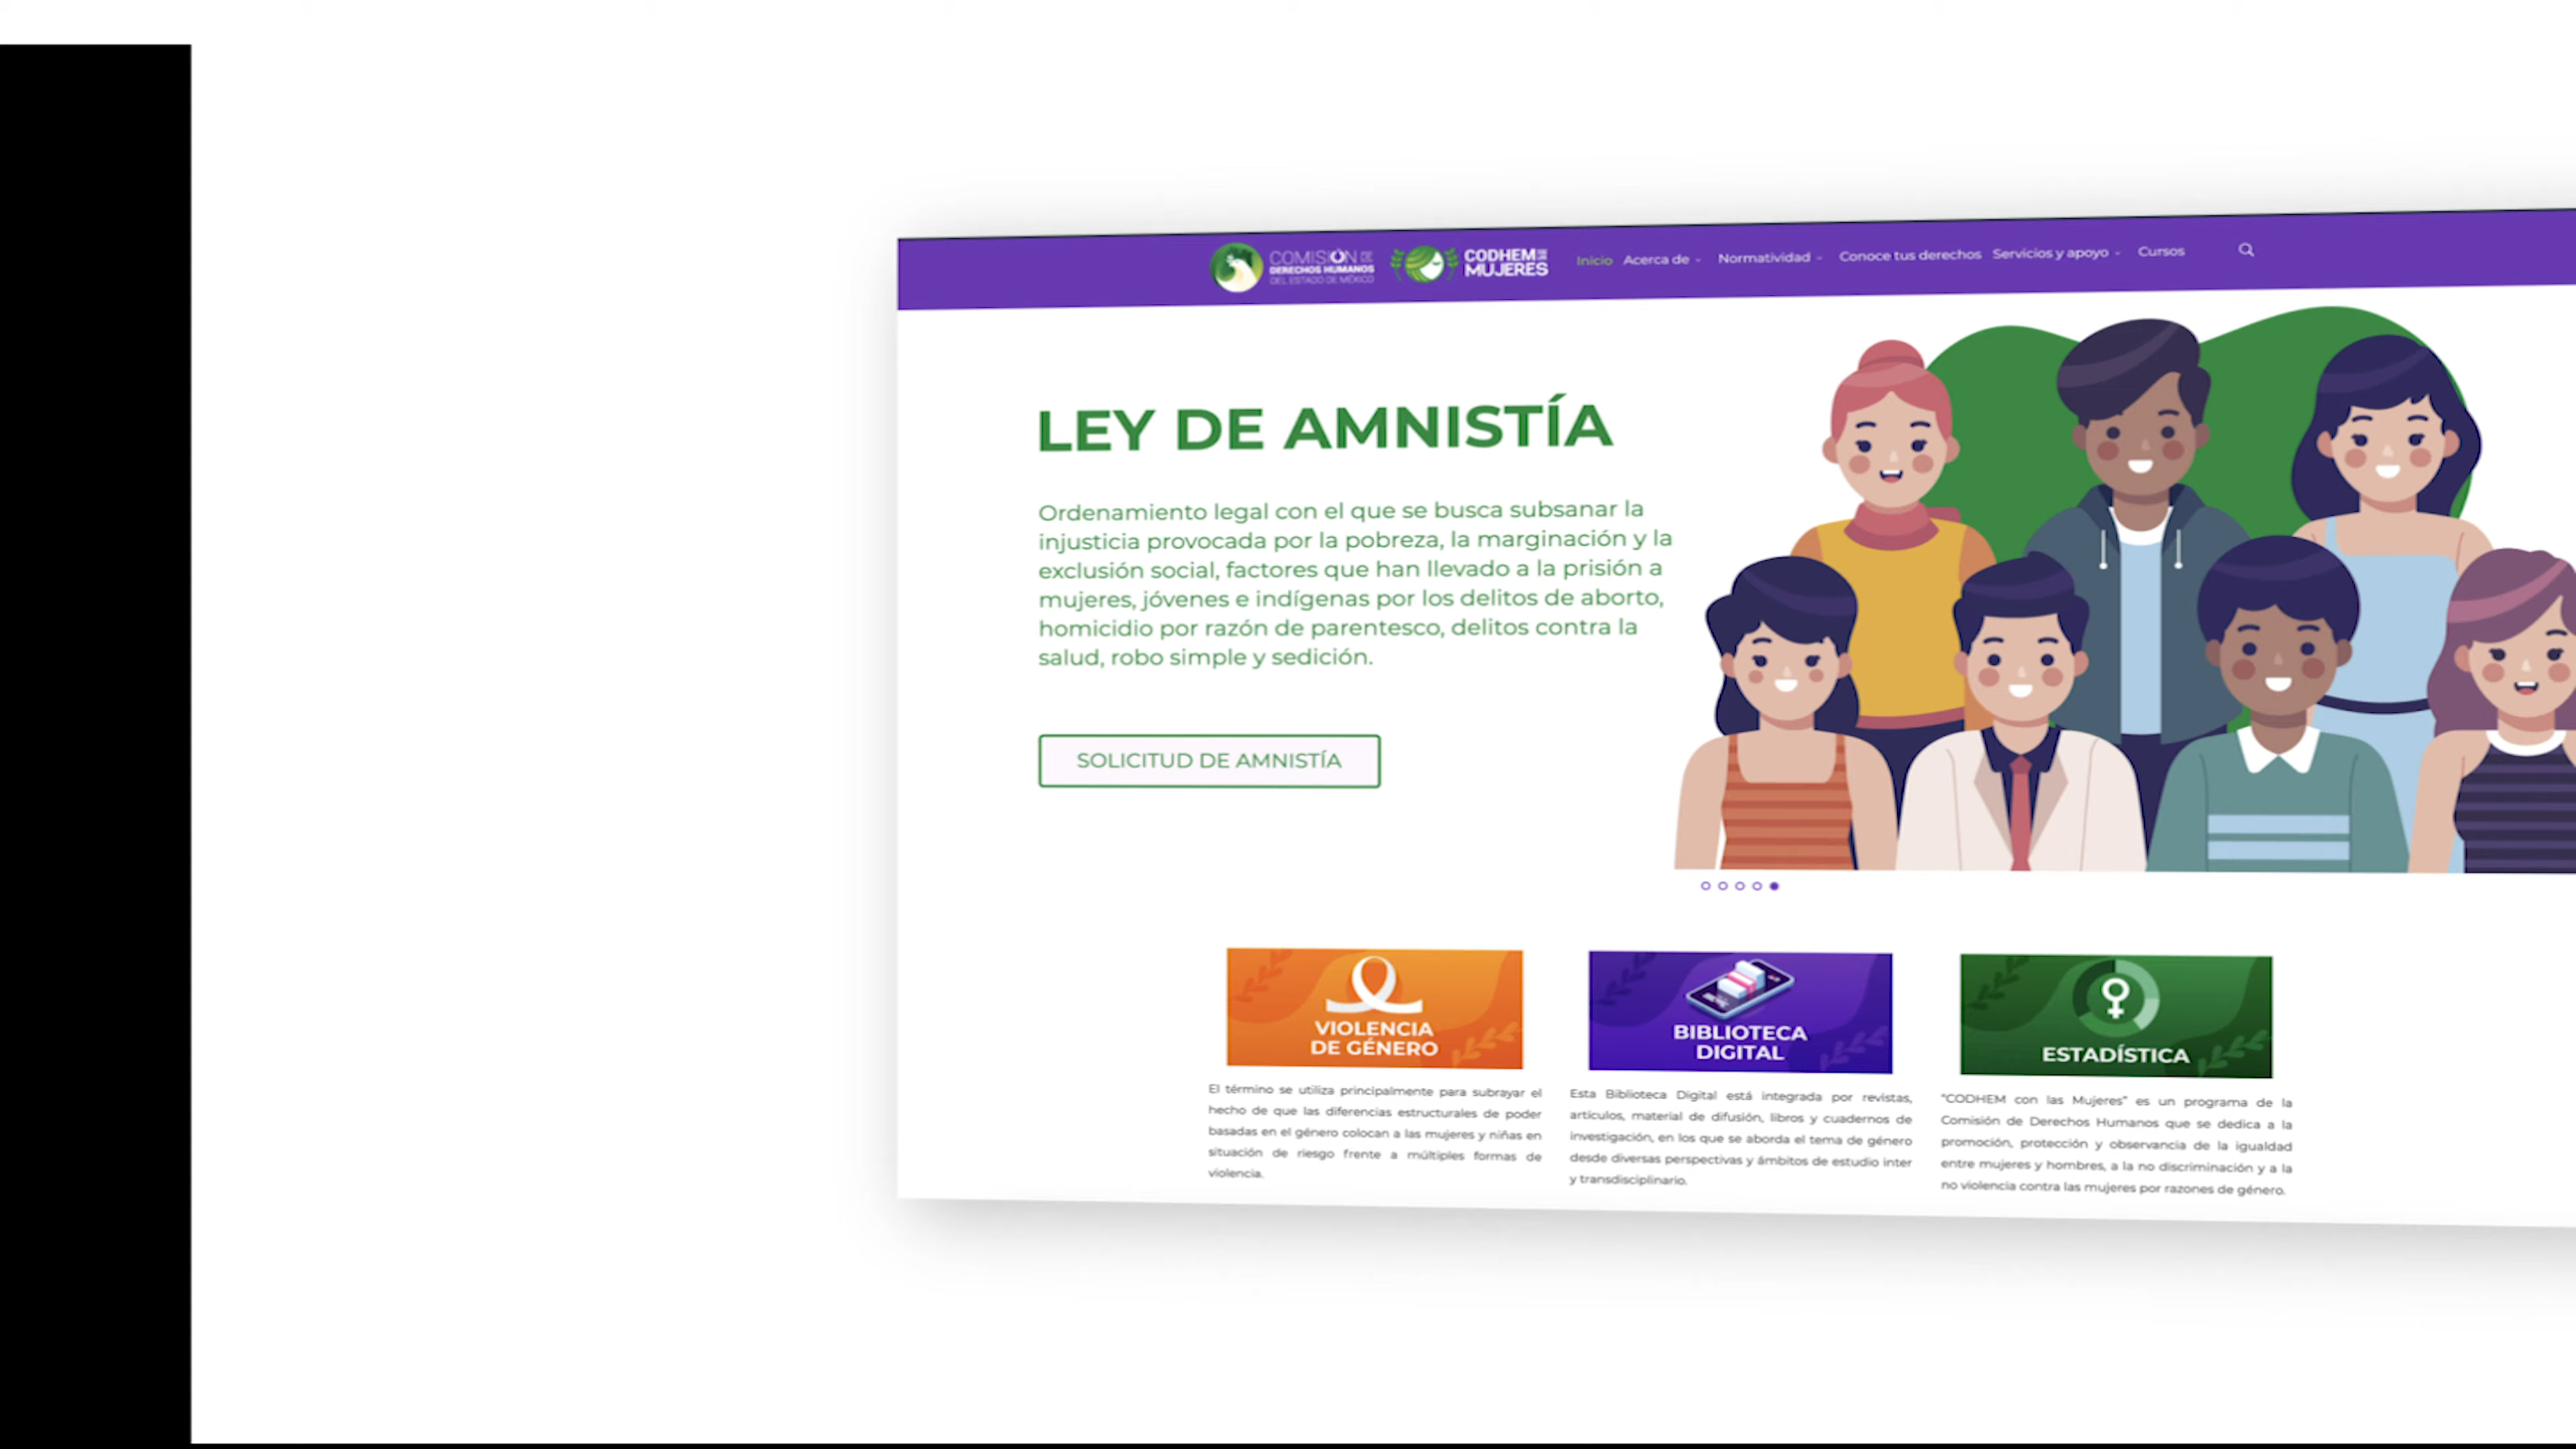 COMISIÓN DE
DERECHOS HUMANOS
DEL ESTADO DE MÉXICO
CODHEM CON LAS
MUJERES
Inicio Acerca de Normatividad Conoce tus derechos Servicios y apoyo Cursos
LEY DE AMNISTÍA
Ordenamiento legal con el que se busca subsanar la
injusticia provocada por la pobreza, la marginación y la
exclusión social, factores que han llevado a la prisión a
mujeres, jóvenes e indígenas por los delitos de aborto,
homicidio por razón de parentesco, delitos contra la
salud, robo simple y sedición.
SOLICITUD DE AMNISTÍA
VIOLENCIA
DE GÉNERO
El término se utiliza principalmente para subrayar el
hecho de que las diferencias estructurales de poder
basadas en el género colocan a las mujeres y niñas en
situación de riesgo frente a múltiples formas de
violencia.
BIBLIOTECA
DIGITAL
Esta Biblioteca Digital está integrada por revistas,
artículos, material de difusión, libros y cuadernos de
investigación, en los que se aborda el tema de género
desde diversas perspectivas y ámbitos de estudio inter
y transdisciplinario.
ESTADÍSTICA
"CODHEM con las Mujeres" es un programa de la
Comisión de Derechos Humanos que se dedica a la
promoción, protección y observancia de la igualdad
entre mujeres y hombres, a la no discriminación y a la
no violencia contra las mujeres por razones de género.